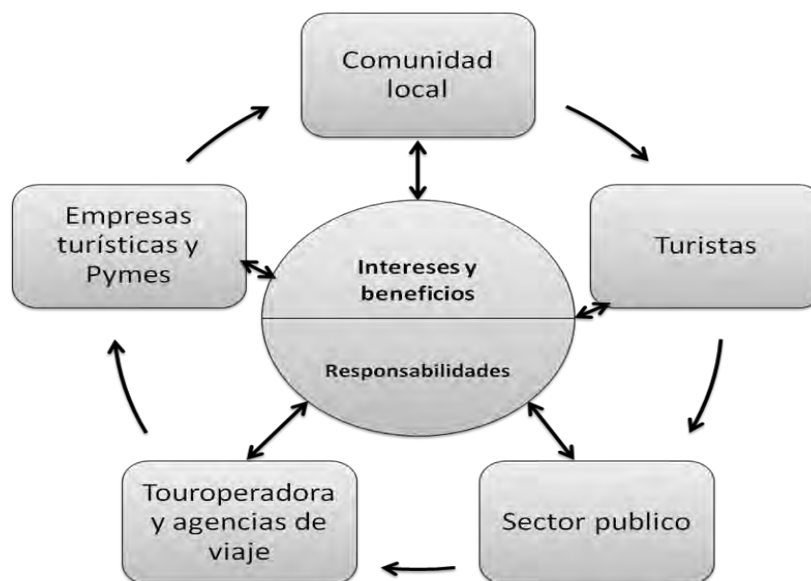 Comunidad
local
Empresas
turísticas y
Pymes
Turistas
Intereses y
beneficios
Responsabilidades
Touroperadora
y agencias de
viaje
Sector publico